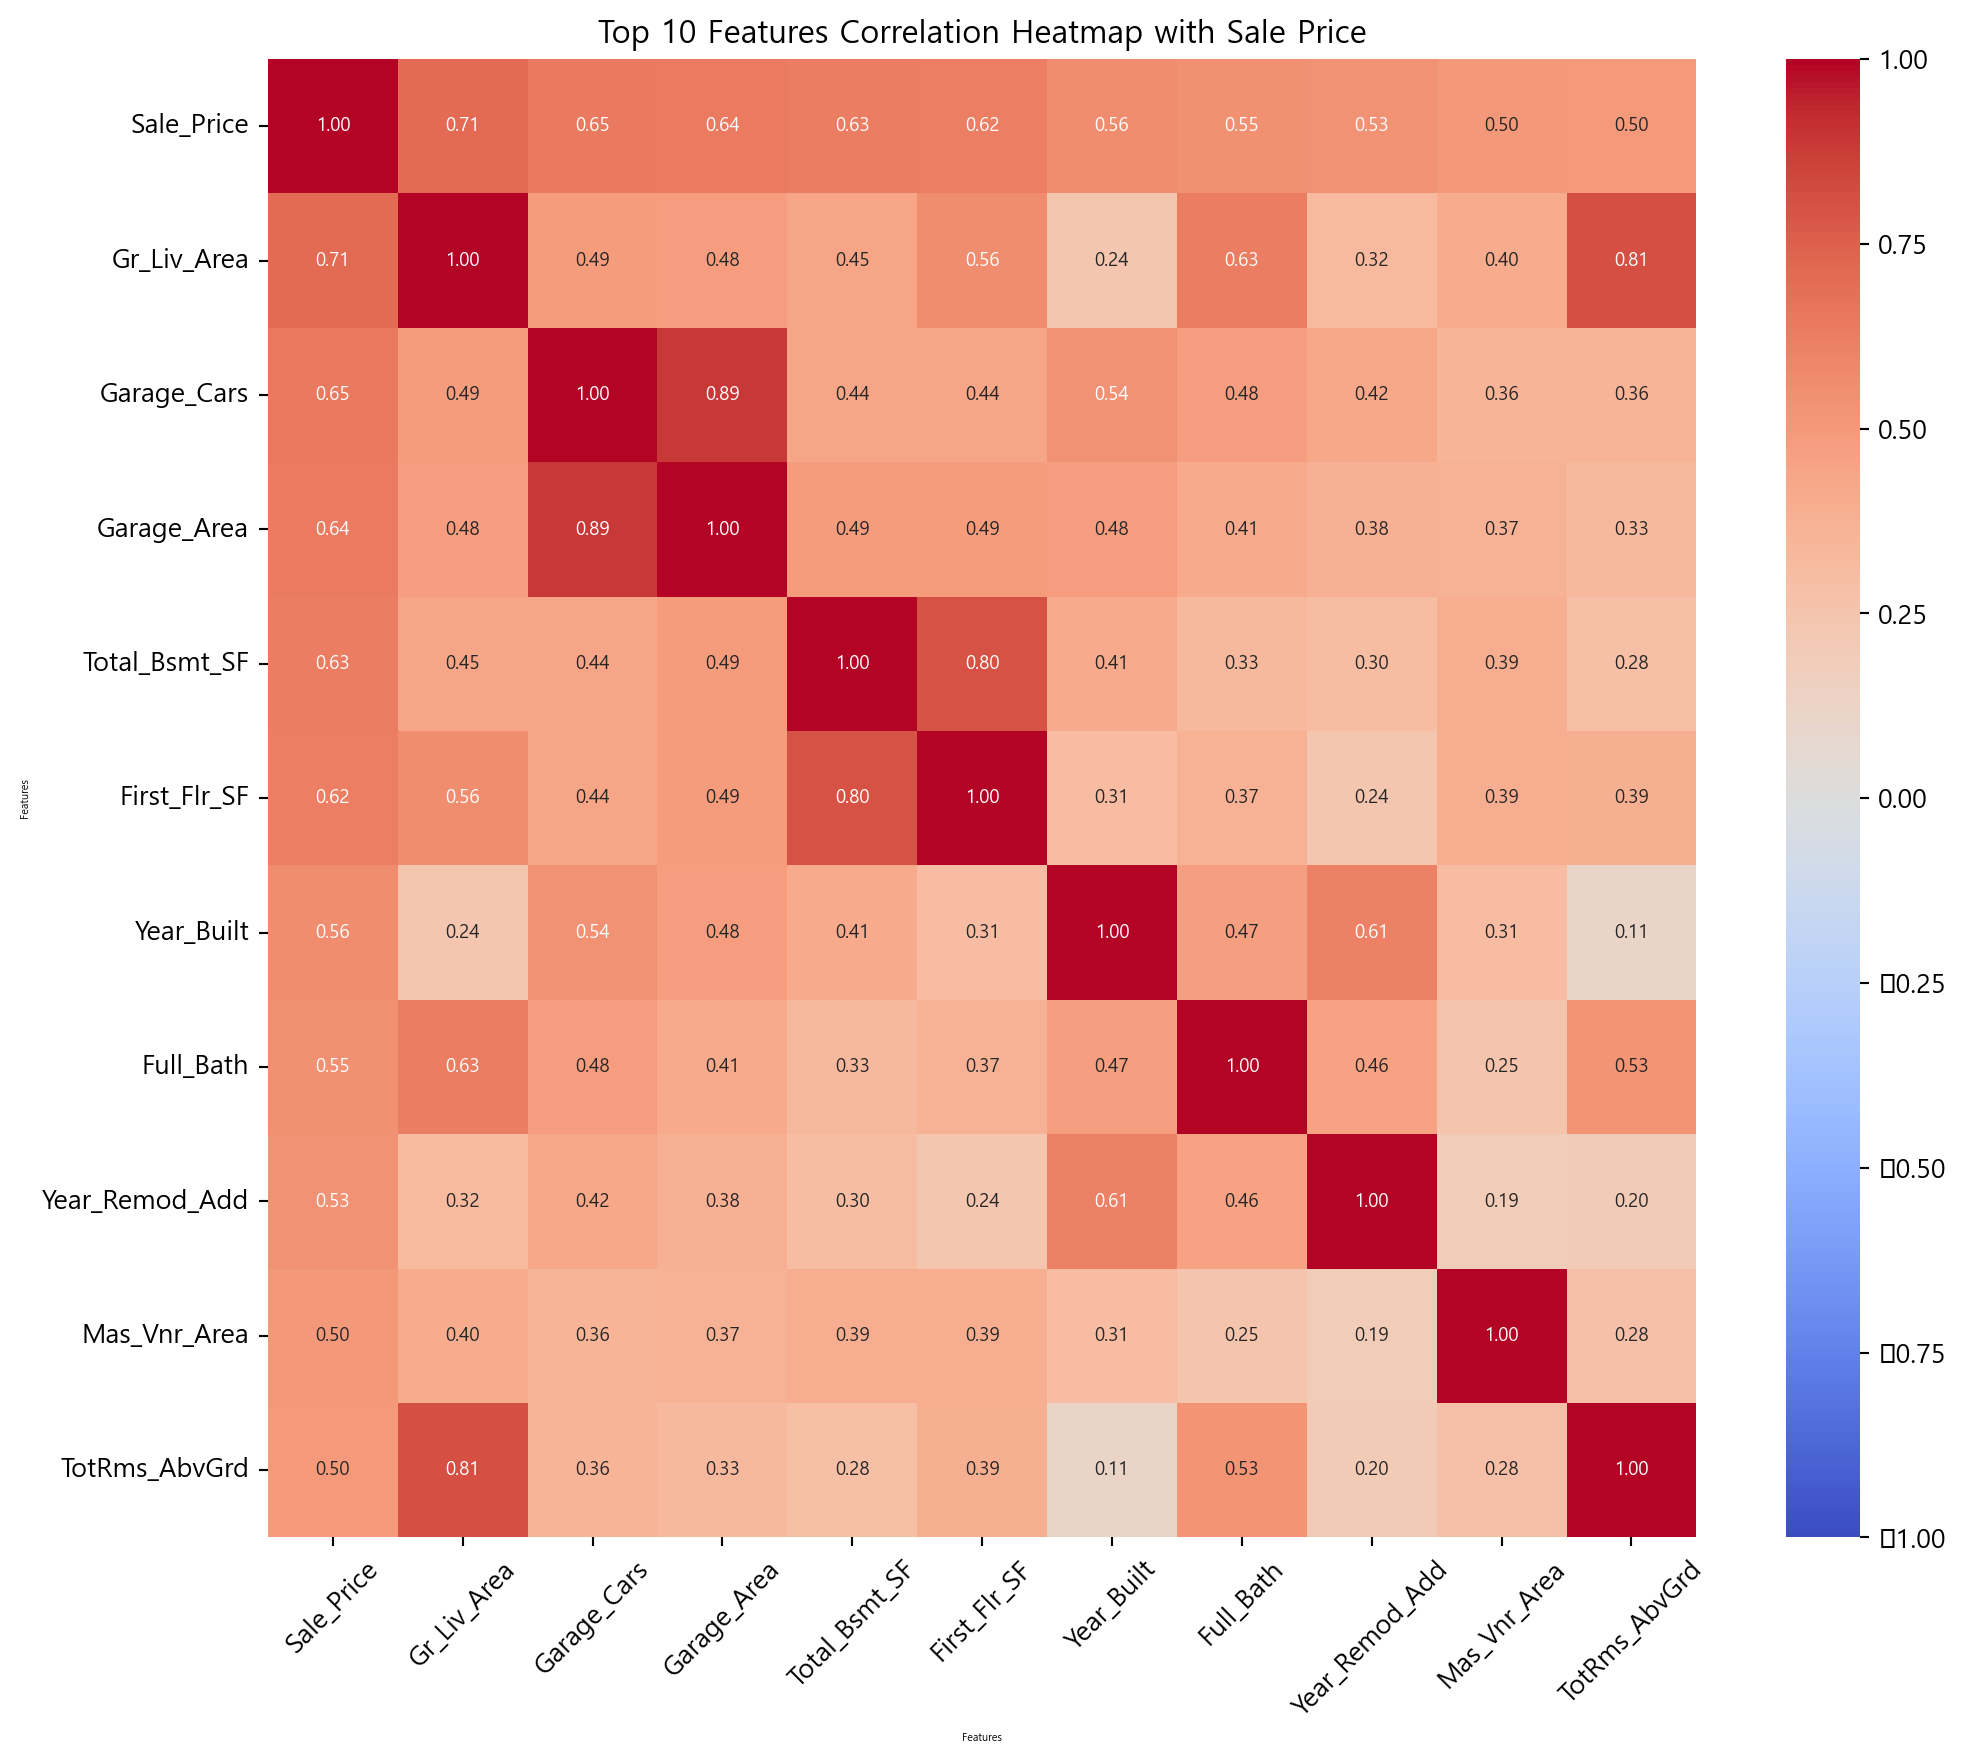 Top 10 Features Correlation Heatmap with Sale Price
Sale_Price 1.00 0.71 0.65 0.64 0.63 0.62 0.56 0.55 0.53 0.50 0.50
Gr_Liv_Area 0.71 1.00 0.49 0.48 0.45 0.56 0.24 0.63 0.32 0.40 0.81
Garage_Cars 0.65 0.49 1.00 0.89 0.44 0.44 0.54 0.48 0.42 0.36 0.36
Garage_Area 0.64 0.48 0.89 1.00 0.49 0.49 0.48 0.41 0.38 0.37 0.33
Total_Bsmt_SF 0.63 0.45 0.44 0.49 1.00 0.80 0.41 0.33 0.30 0.39 0.28
First_Flr_SF 0.62 0.56 0.44 0.49 0.80 1.00 0.31 0.37 0.24 0.39 0.39
Year_Built 0.56 0.24 0.54 0.48 0.41 0.31 1.00 0.47 0.61 0.31 0.11
Full_Bath 0.55 0.63 0.48 0.41 0.33 0.37 0.47 1.00 0.46 0.25 0.53
Year_Remod_Add 0.53 0.32 0.42 0.38 0.30 0.24 0.61 0.46 1.00 0.19 0.20
Mas_Vnr_Area 0.50 0.40 0.36 0.37 0.39 0.39 0.31 0.25 0.19 1.00 0.28
TotRms_AbvGrd 0.50 0.81 0.36 0.33 0.28 0.39 0.11 0.53 0.20 0.28 1.00
Sale_Price Gr_Liv_Area Garage_Cars Garage_Area Total_Bsmt_SF First_Flr_SF Year_Built Full_Bath Year_Remod_Add Mas_Vnr_Area TotRms_AbvGrd
Features
Features
1.00
0.75
0.50
0.25
0.00
▯0.25
▯0.50
▯0.75
▯1.00